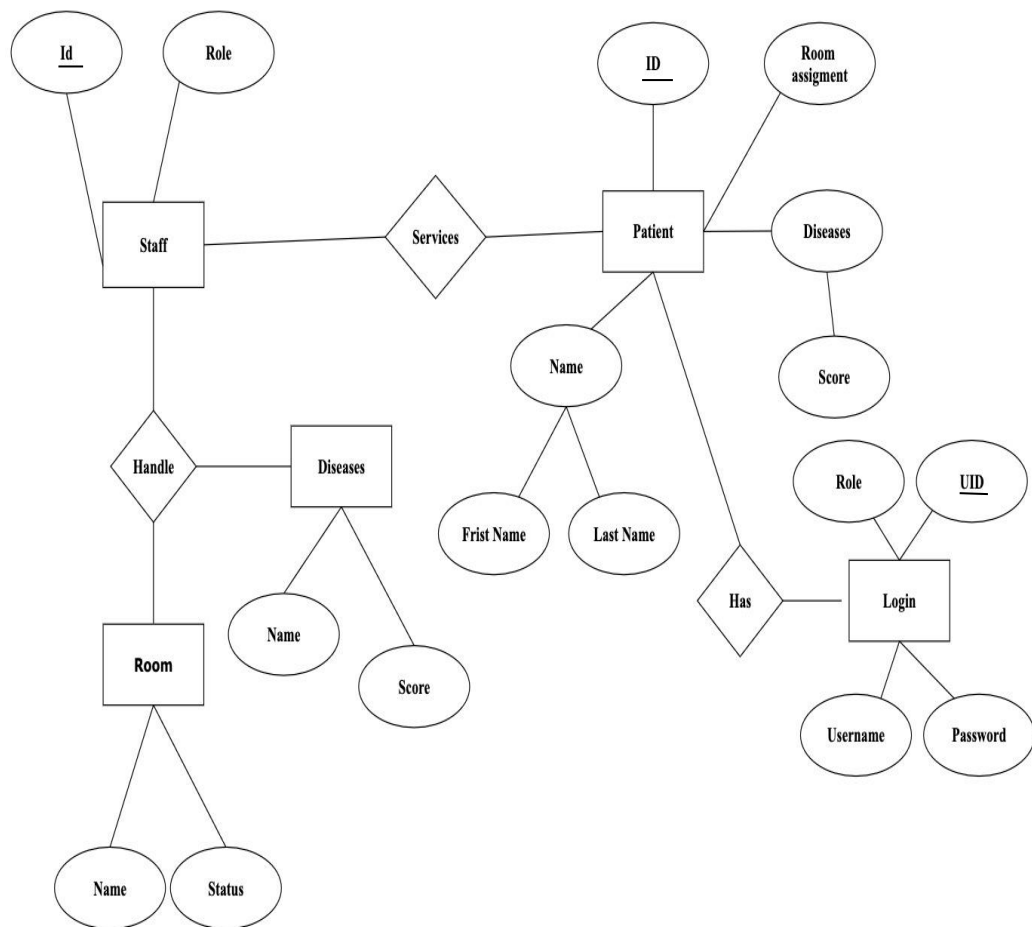 Id
Role
ID
Room
assigment
Staff
Services
Patient
Diseases
Name
Score
Handle
Diseases
Frist Name
Last Name
Role
UID
Has
Login
Room
Name
Score
Username
Password
Name
Status